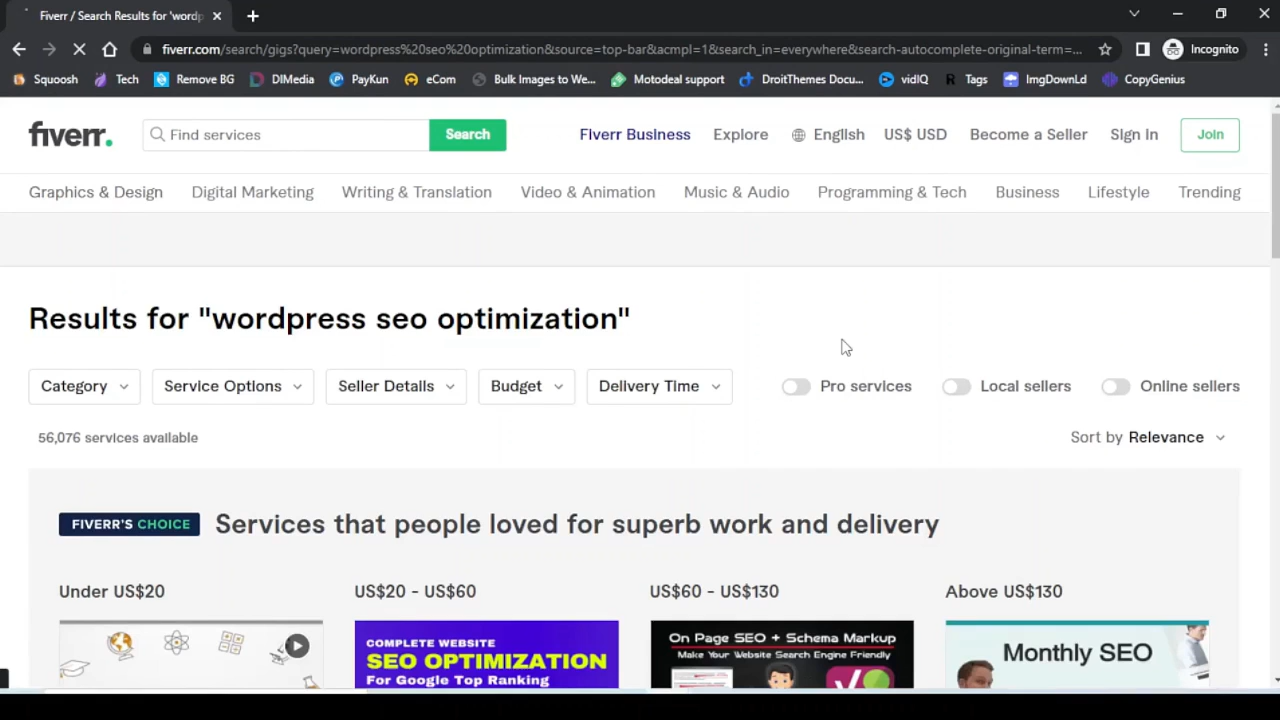 Fiverr / Search Results for 'wordp
fiverr.com/search/gigs?query=wordpress%20seo%20optimization&source=top-bar&acmpl=1&search_in=everywhere&search-autocomplete-original-term=...
Incognito
Squoosh Tech Remove BG DIMedia PayKun eCom Bulk Images to We... Motodeal support DroitThemes Docu... vidIQ Tags ImgDownLd CopyGenius
fiverr. Find services Search Fiverr Business Explore English US$ USD Become a Seller Sign In Join
Graphics & Design Digital Marketing Writing & Translation Video & Animation Music & Audio Programming & Tech Business Lifestyle Trending
Results for "wordpress seo optimization"
Category Service Options Seller Details Budget Delivery Time Pro services Local sellers Online sellers
56,076 services available Sort by Relevance
FIVERR'S CHOICE Services that people loved for superb work and delivery
Under US$20 US$20 - US$60 US$60 - US$130 Above US$130
COMPLETE WEBSITE
SEO OPTIMIZATION
For Google Top Ranking
On Page SEO + Schema Markup
Make Your Website Search Engine Friendly
Monthly SEO